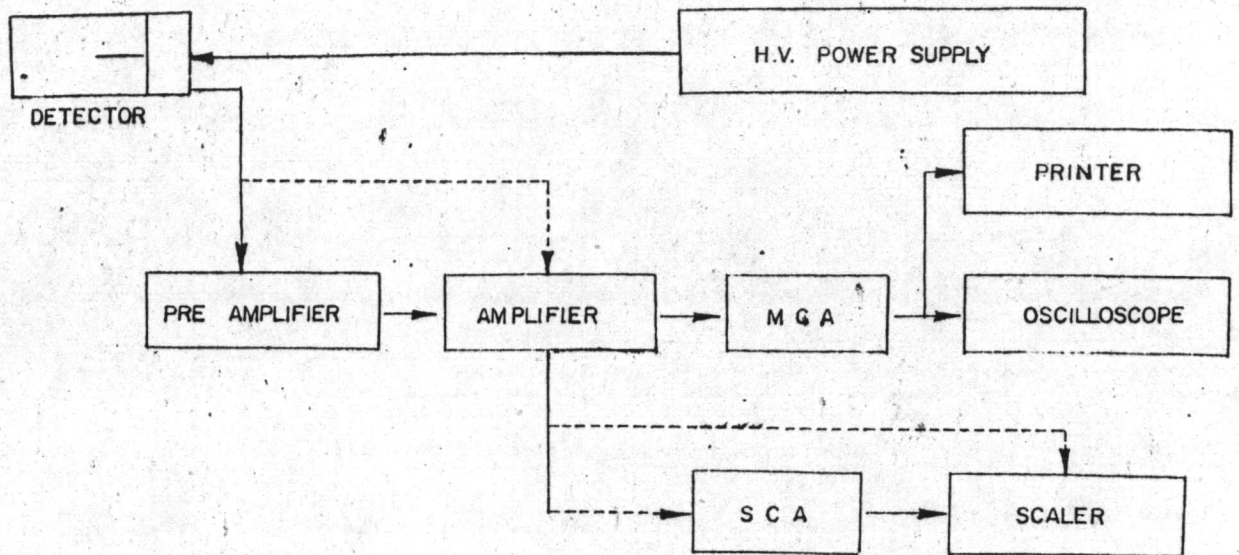 H.V. POWER SUPPLY
DETECTOR
PRINTER
PRE AMPLIFIER
AMPLIFIER
M C A
OSCILLOSCOPE
S C A
SCALER